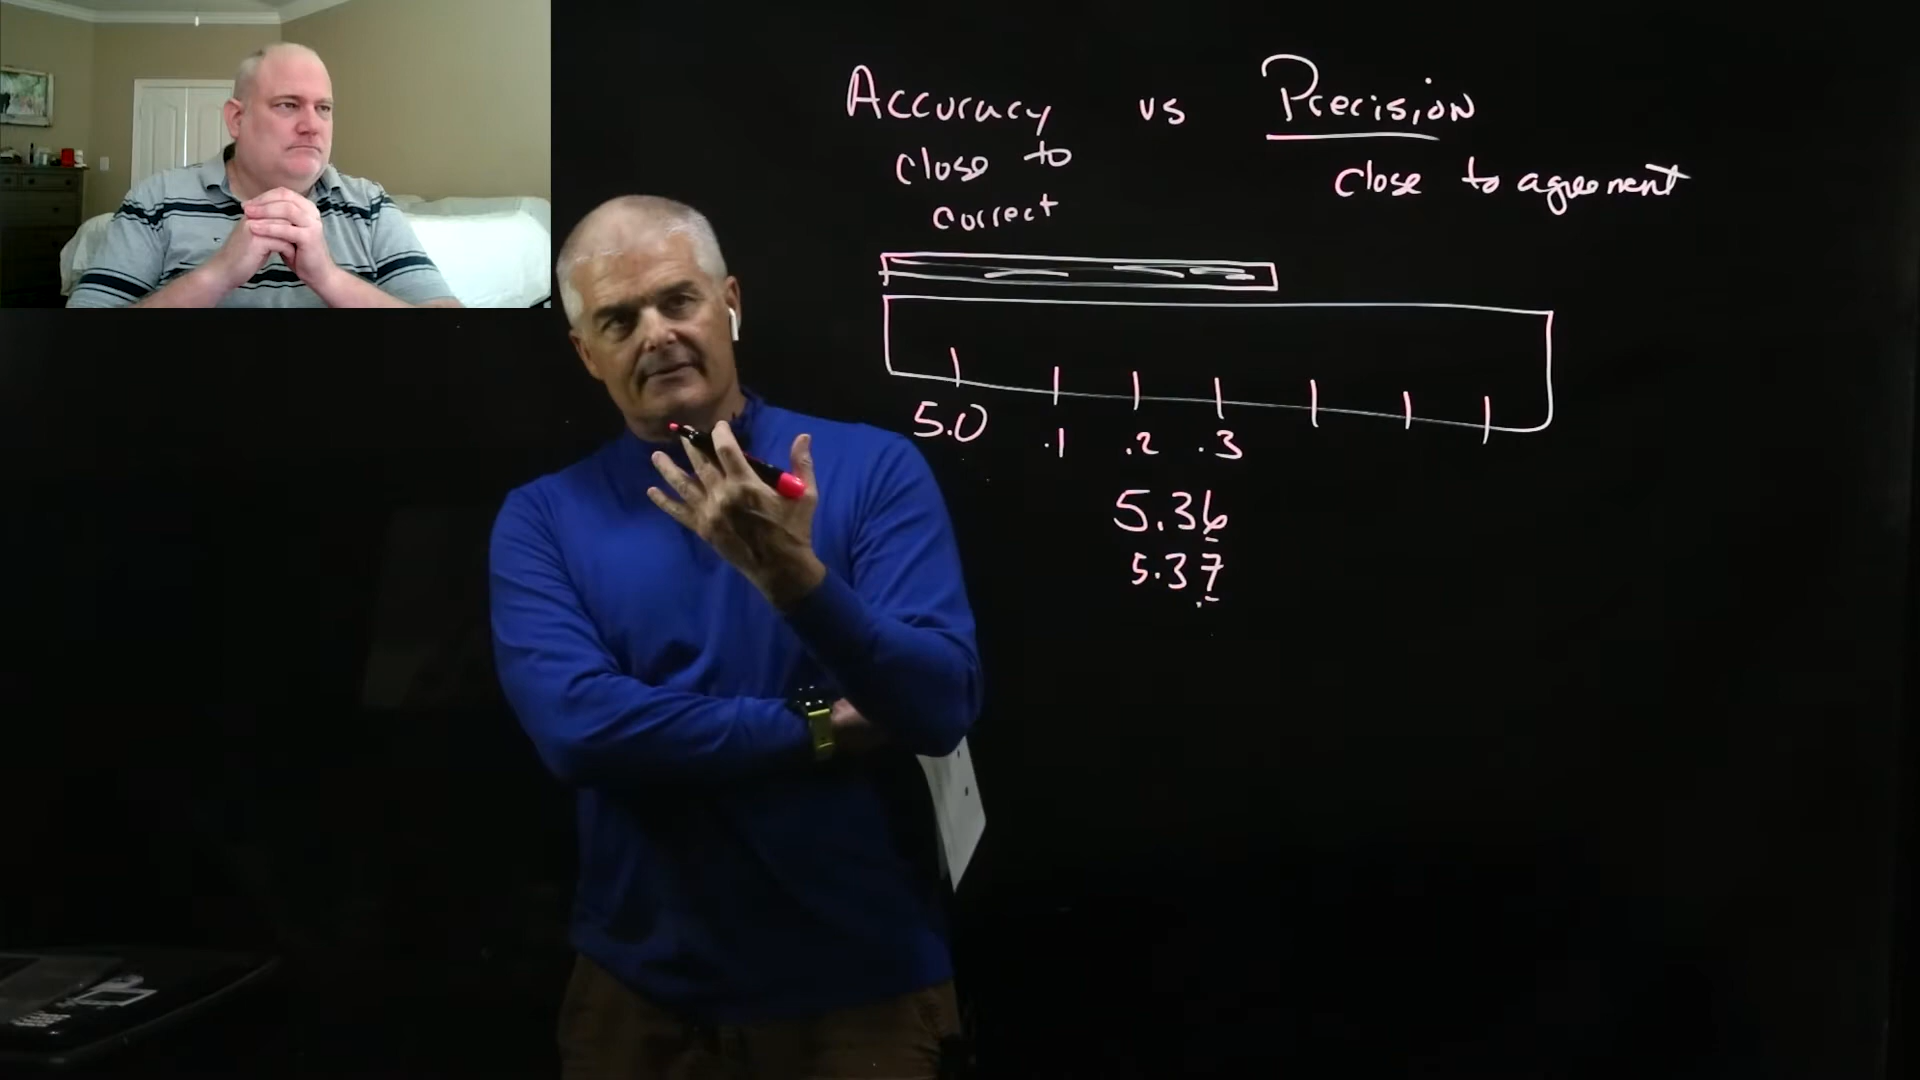 Accuracy vs Precision
close to
correct
close to agreement
5.0 .1 .2 .3
5.36
5.37